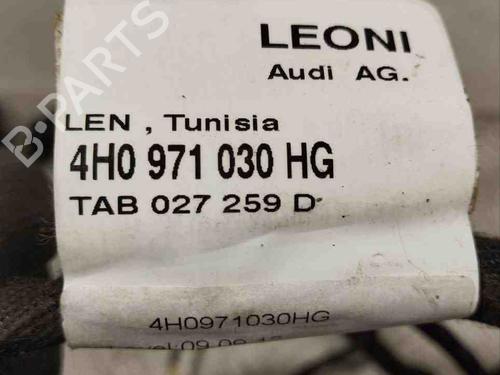 LEONI
Audi AG.
LEN , Tunisia
4H0 971 030 HG
TAB 027 259 D
4H0971030HG
B-PARTS